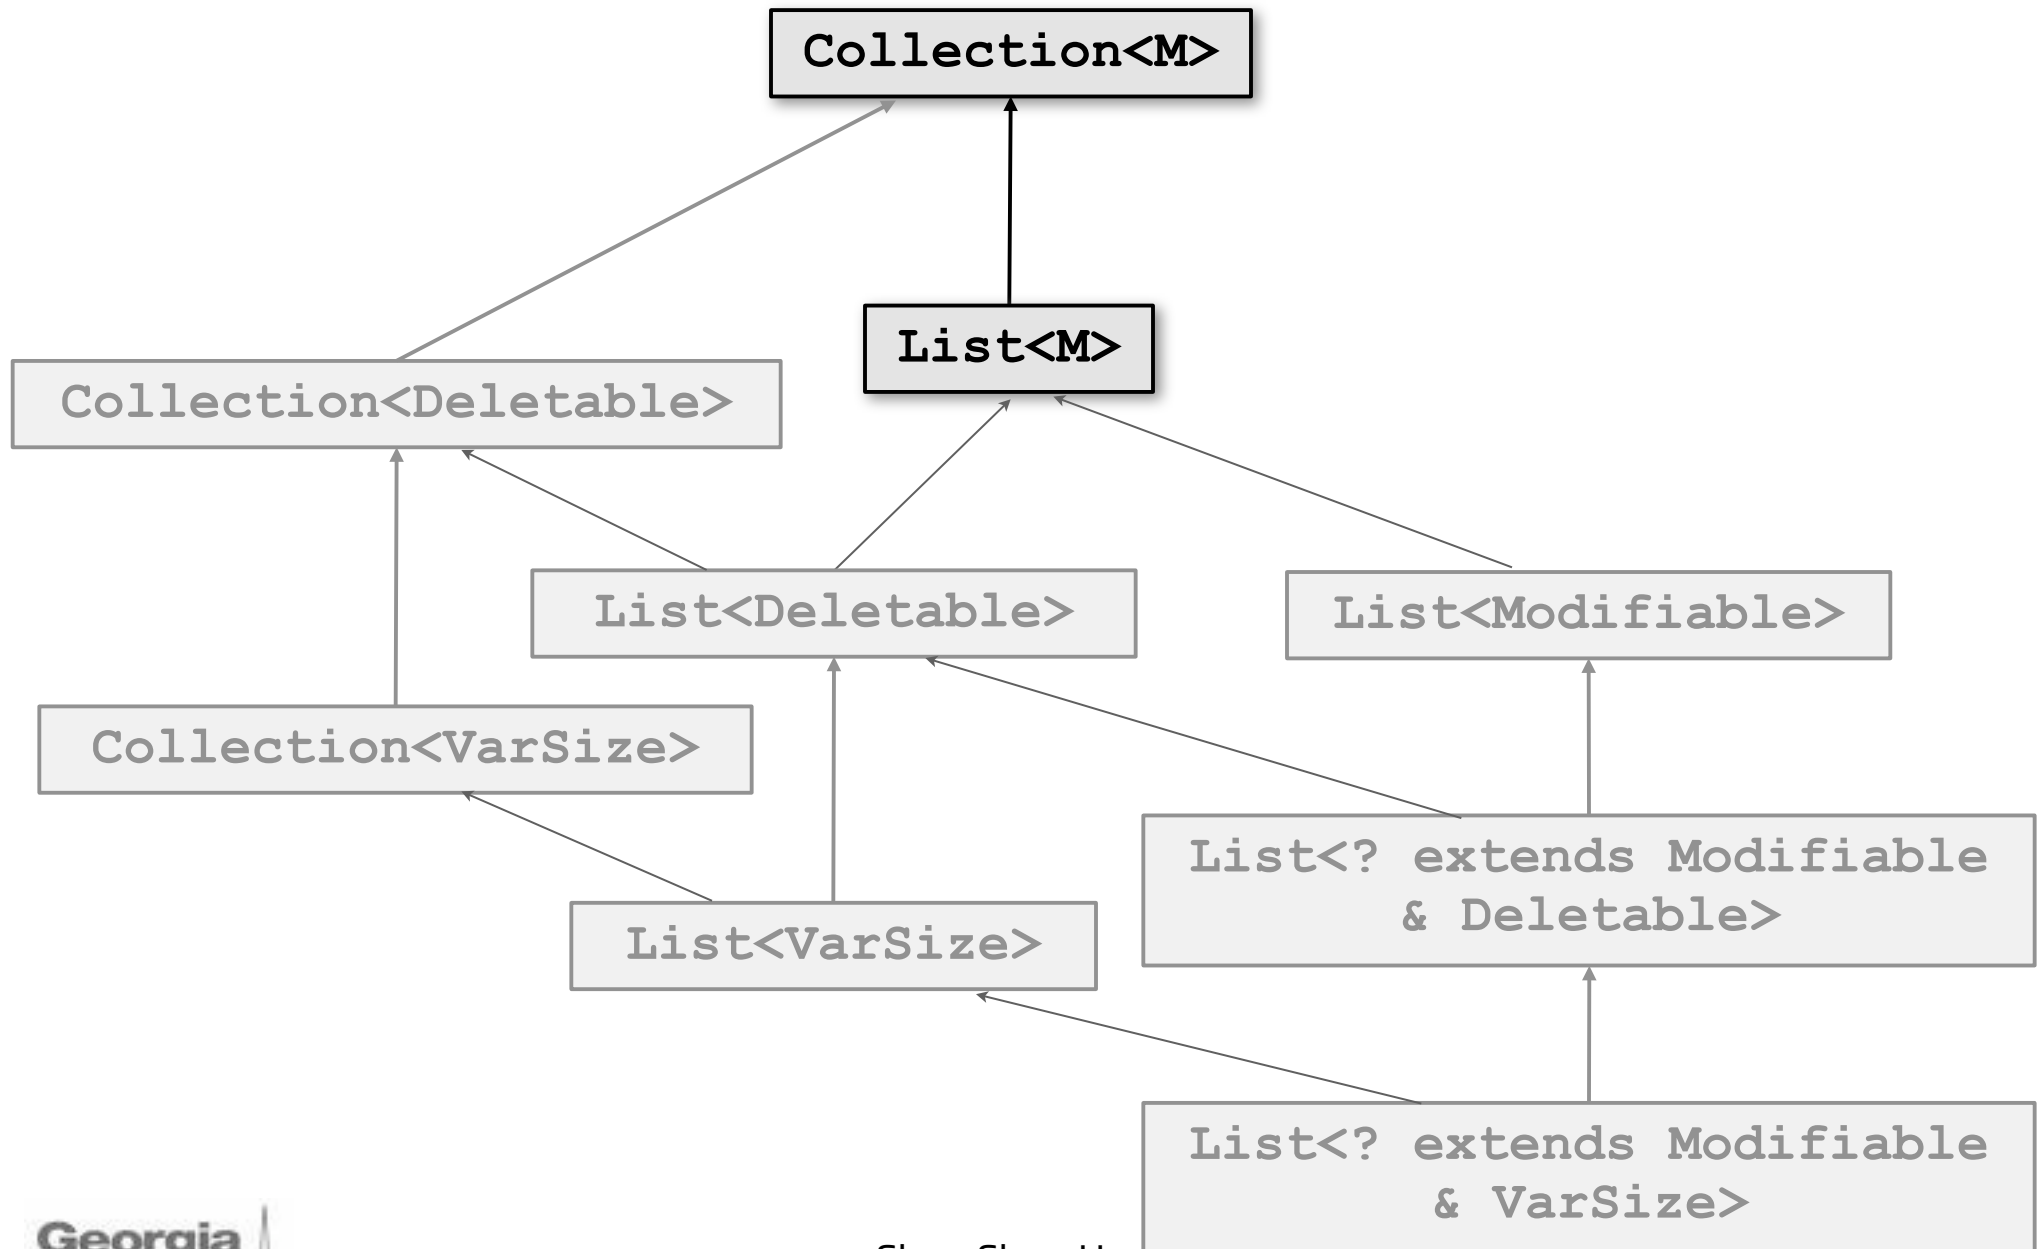 Collection<M>
List<M>
Collection<Deletable>
List<Deletable>
List<Modifiable>
Collection<VarSize>
List<? extends Modifiable
& Deletable>
List<VarSize>
List<? extends Modifiable
& VarSize>
Georgia